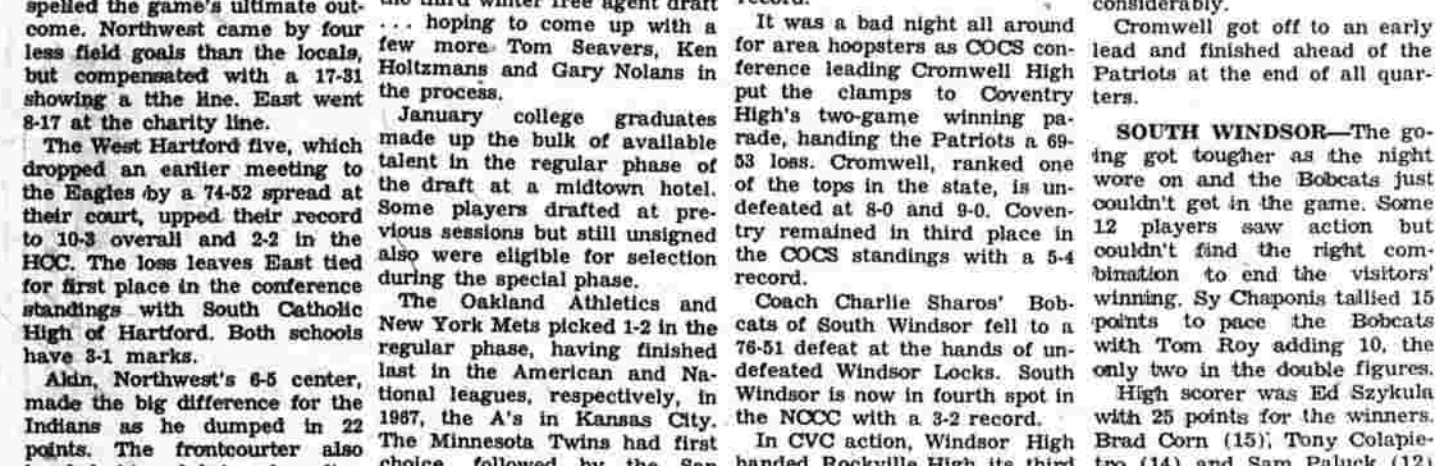 spelled the game's ultimate out-
come. Northwest came by four
less field goals than the locals,
but compensated with a 17-31
showing a tthe line. East went
8-17 at the charity line.
The West Hartford five, which
dropped an earlier meeting to
the Eagles by a 74-52 spread at
their court, upped their record
to 10-3 overall and 2-2 in the
HCC. The loss leaves East tied
for first place in the conference
standings with South Catholic
High of Hartford. Both schools
have 3-1 marks.
Akin, Northwest's 6-5 center,
made the big difference for the
Indians as he dumped in 22
points. The frontcourter also
the third winter free agent draft
... hoping to come up with a
few more Tom Seavers, Ken
Holtzmans and Gary Nolans in
the process.
January college graduates
made up the bulk of available
talent in the regular phase of
the draft at a midtown hotel.
Some players drafted at pre-
vious sessions but still unsigned
also were eligible for selection
during the special phase.
The Oakland Athletics and
New York Mets picked 1-2 in the
regular phase, having finished
last in the American and Na-
tional leagues, respectively, in
1967, the A's in Kansas City.
The Minnesota Twins had first
choice, followed by the San
record.
It was a bad night all around
for area hoopsters as COCS con-
ference leading Cromwell High
put the clamps to Coventry
High's two-game winning pa-
rade, handing the Patriots a 69-
53 loss. Cromwell, ranked one
of the tops in the state, is un-
defeated at 8-0 and 9-0. Coven-
try remained in third place in
the COCS standings with a 5-4
record.
Coach Charlie Sharos' Bob-
cats of South Windsor fell to a
76-51 defeat at the hands of un-
defeated Windsor Locks. South
Windsor is now in fourth spot in
the NCCC with a 3-2 record.
In CVC action, Windsor High
handed Rockville High its third
considerably.
Cromwell got off to an early
lead and finished ahead of the
Patriots at the end of all quar-
ters.
SOUTH WINDSOR—The go-
ing got tougher as the night
wore on and the Bobcats just
couldn't get in the game. Some
12 players saw action but
couldn't find the right com-
bination to end the visitors'
winning. Sy Chaponis tallied 15
points to pace the Bobcats
with Tom Roy adding 10, the
only two in the double figures.
High scorer was Ed Szykula
with 25 points for the winners.
Brad Corn (15), Tony Colapie-
tro (14) and Sam Paluck (12)